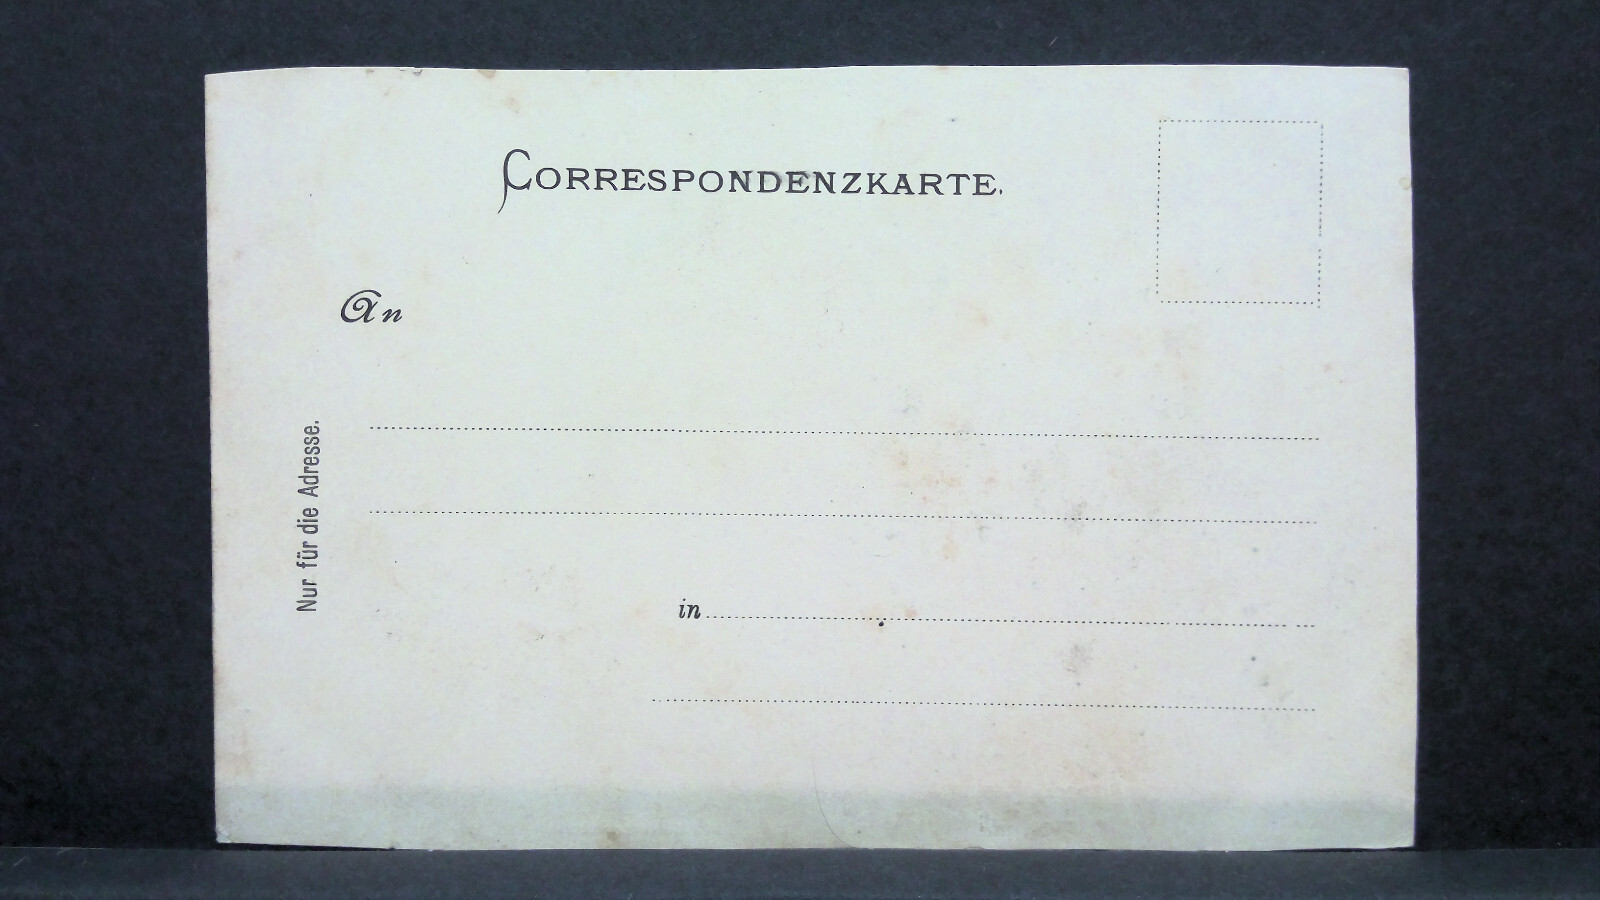 CORRESPONDENZKARTE.
An
Nur für die Adresse.
in